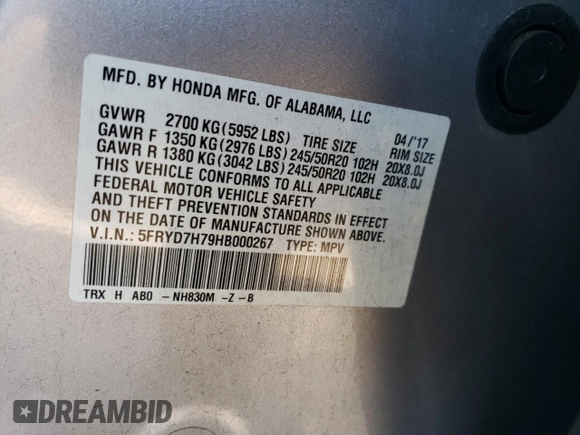 MFD. BY HONDA MFG. OF ALABAMA, LLC
04/'17
GVWR 2700 KG(5952 LBS) TIRE SIZE RIM SIZE
GAWR F 1350 KG(2976 LBS)245/50R20 102H 20X8.0J
GAWR R 1380 KG(3042 LBS)245/50R20 102H 20X8.0J
THIS VEHICLE CONFORMS TO ALL APPLICABLE
FEDERAL MOTOR VEHICLE SAFETY
AND THEFT PREVENTION STANDARDS IN EFFECT
ON THE DATE OF MANUFACTURE SHOWN ABOVE.
V.I.N.: 5FRYD7H79HB000267 TYPE: MPV
TRX H AB0 -NH830M -Z -B
DREAMBID